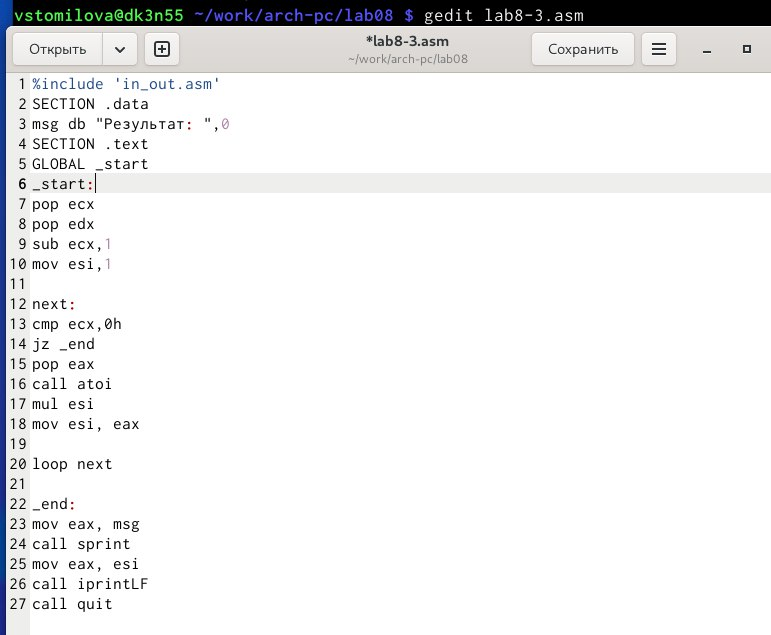 vstomilova@dk3n55 ~/work/arch-pc/lab08 $ gedit lab8-3.asm
Открыть
*lab8-3.asm
~/work/arch-pc/lab08
Сохранить
1 %include 'in_out.asm'
2 SECTION .data
3 msg db "Результат: ",0
4 SECTION .text
5 GLOBAL _start
6 _start:
7 pop ecx
8 pop edx
9 sub ecx,1
10 mov esi,1
11
12 next:
13 cmp ecx,0h
14 jz _end
15 pop eax
16 call atoi
17 mul esi
18 mov esi, eax
19
20 loop next
21
22 _end:
23 mov eax, msg
24 call sprint
25 mov eax, esi
26 call iprintLF
27 call quit